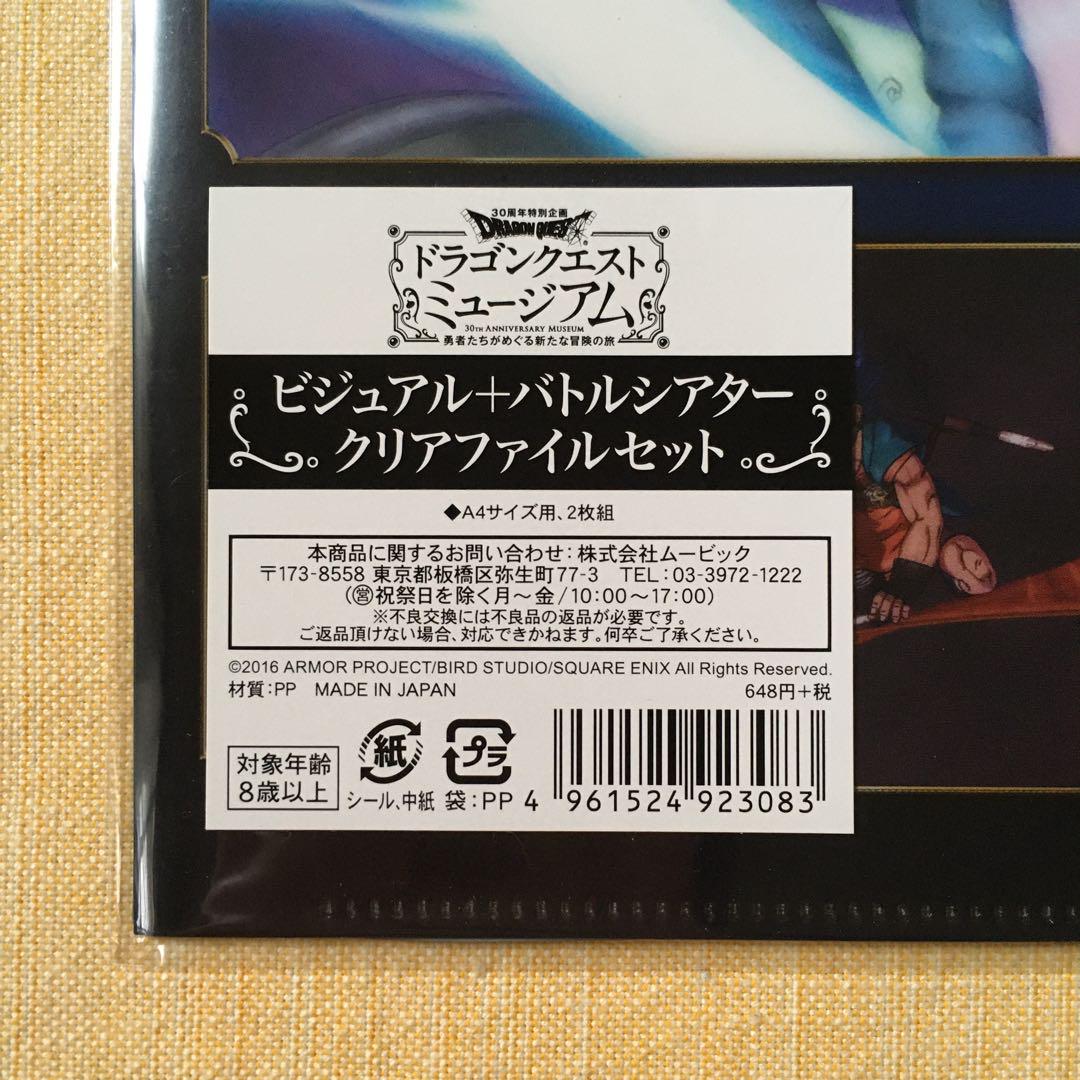 30周年特別企画
DRAGON QUEST®
ドラゴンクエスト
ミュージアム
30TH ANNIVERSARY MUSEUM
勇者たちがめぐる新たな冒険の旅
ビジュアル+バトルシアター
クリアファイルセット
◆A4サイズ用、2枚組
本商品に関するお問い合わせ:株式会社ムービック
〒173-8558 東京都板橋区弥生町77-3 TEL:03-3972-1222
(㊡祝祭日を除く月~金/10:00~17:00)
※不良交換には不良品の返品が必要です。
ご返品頂けない場合、対応できかねます。何卒ご了承ください。
©2016 ARMOR PROJECT/BIRD STUDIO/SQUARE ENIX All Rights Reserved.
材質:PP MADE IN JAPAN 648円+税
対象年齢
8歳以上
紙
シール、中紙
プラ
袋:PP
4 961524 923083